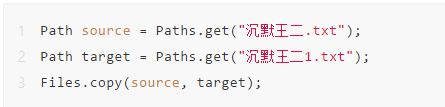 1 Path source = Paths.get("沉默王二.txt");
2 Path target = Paths.get("沉默王二1.txt");
3 Files.copy(source, target);